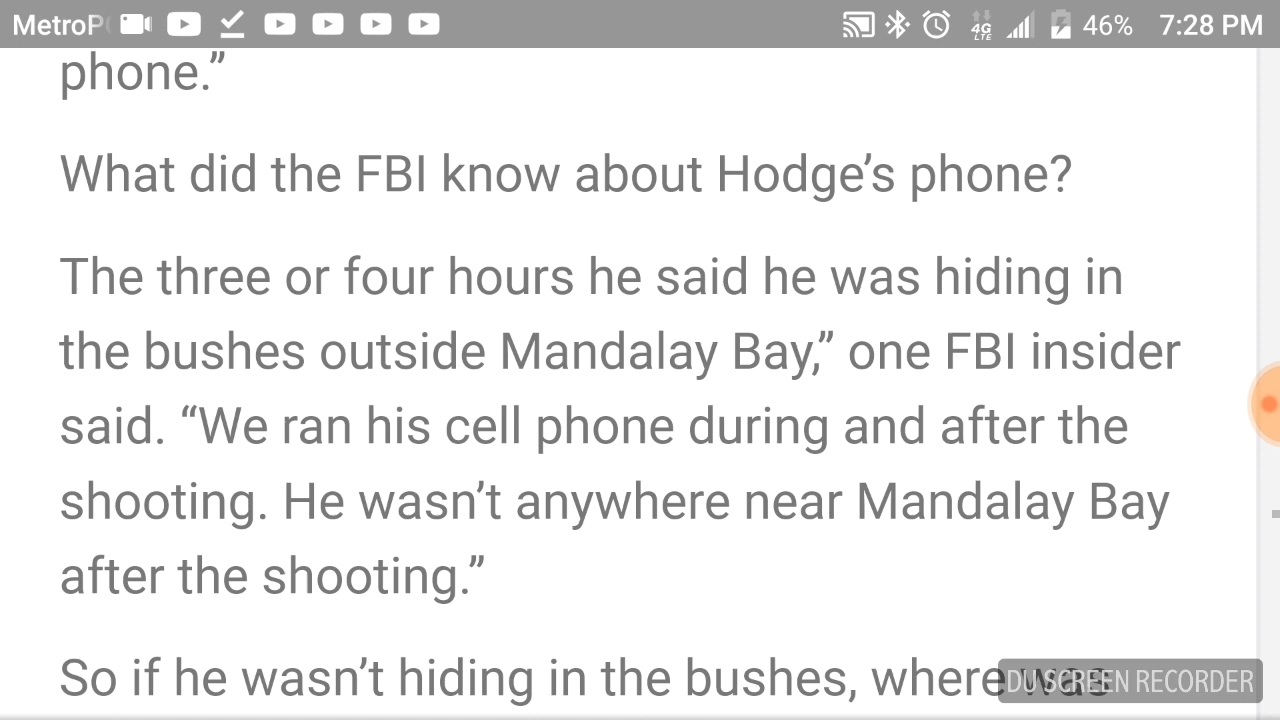 MetroP
46% 7:28 PM
4G
LTE
phone.”
What did the FBI know about Hodge’s phone?
The three or four hours he said he was hiding in
the bushes outside Mandalay Bay,” one FBI insider
said. “We ran his cell phone during and after the
shooting. He wasn’t anywhere near Mandalay Bay
after the shooting.”
So if he wasn’t hiding in the bushes, where was
DU SCREEN RECORDER